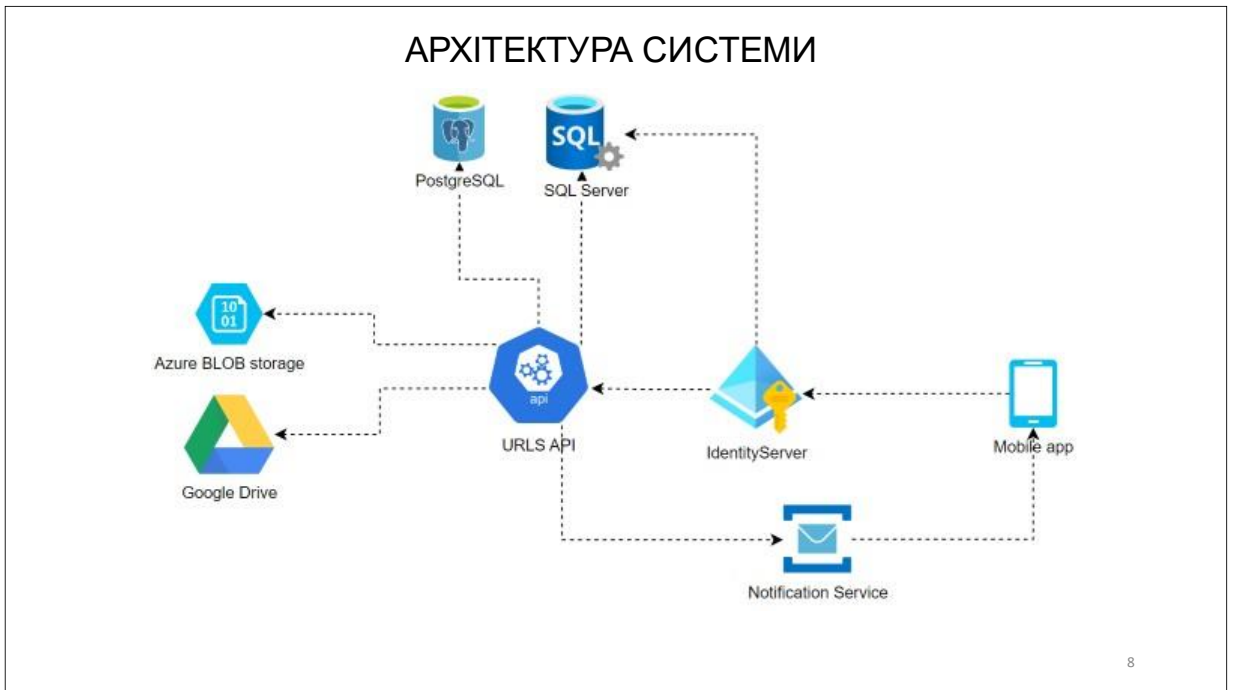 АРХІТЕКТУРА СИСТЕМИ
SQL
PostgreSQL
SQL Server
10
01
Azure BLOB storage
api
URLS API
IdentityServer
Mobile app
Google Drive
Notification Service
8